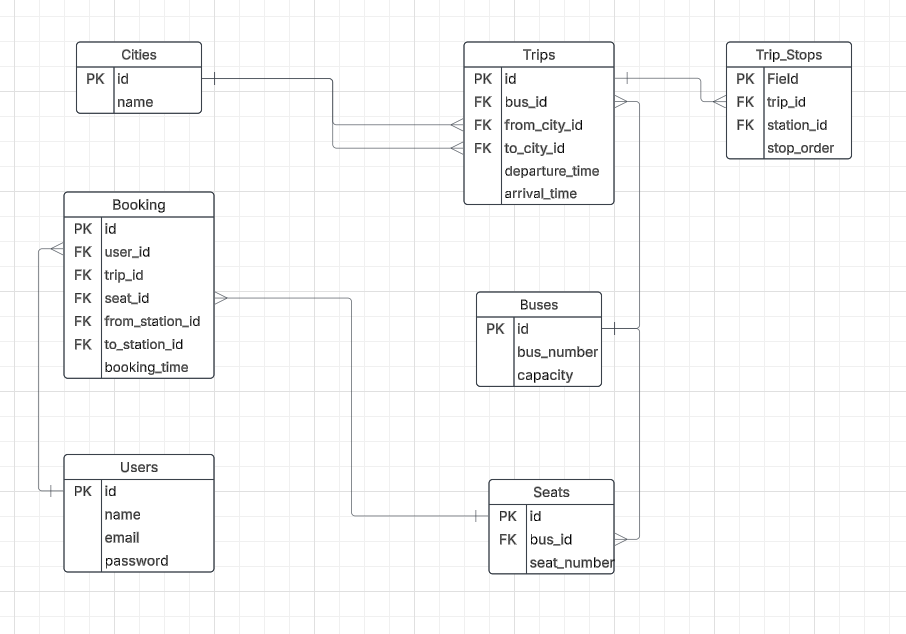 Cities
PK id
name
Trips
PK id
FK bus_id
FK from_city_id
FK to_city_id
departure_time
arrival_time
Trip_Stops
PK Field
FK trip_id
FK station_id
stop_order
Booking
PK id
FK user_id
FK trip_id
FK seat_id
FK from_station_id
FK to_station_id
booking_time
Buses
PK id
bus_number
capacity
Users
PK id
name
email
password
Seats
PK id
FK bus_id
seat_number